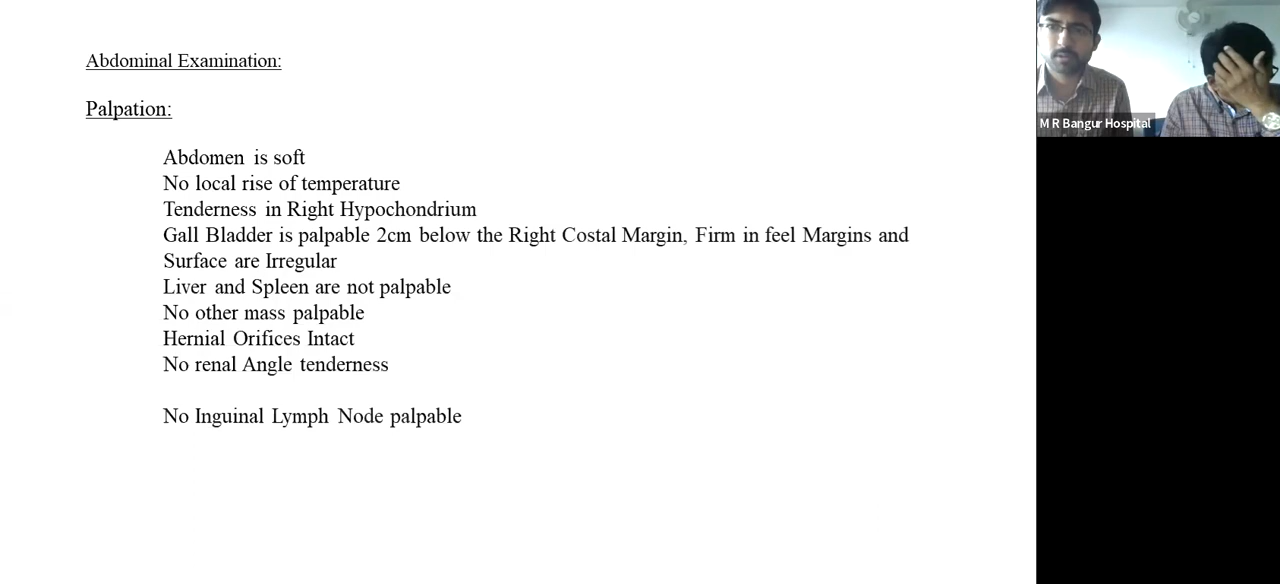 Abdominal Examination:
Palpation:
Abdomen is soft
No local rise of temperature
Tenderness in Right Hypochondrium
Gall Bladder is palpable 2cm below the Right Costal Margin, Firm in feel Margins and
Surface are Irregular
Liver and Spleen are not palpable
No other mass palpable
Hernial Orifices Intact
No renal Angle tenderness
No Inguinal Lymph Node palpable
M R Bangur Hospital